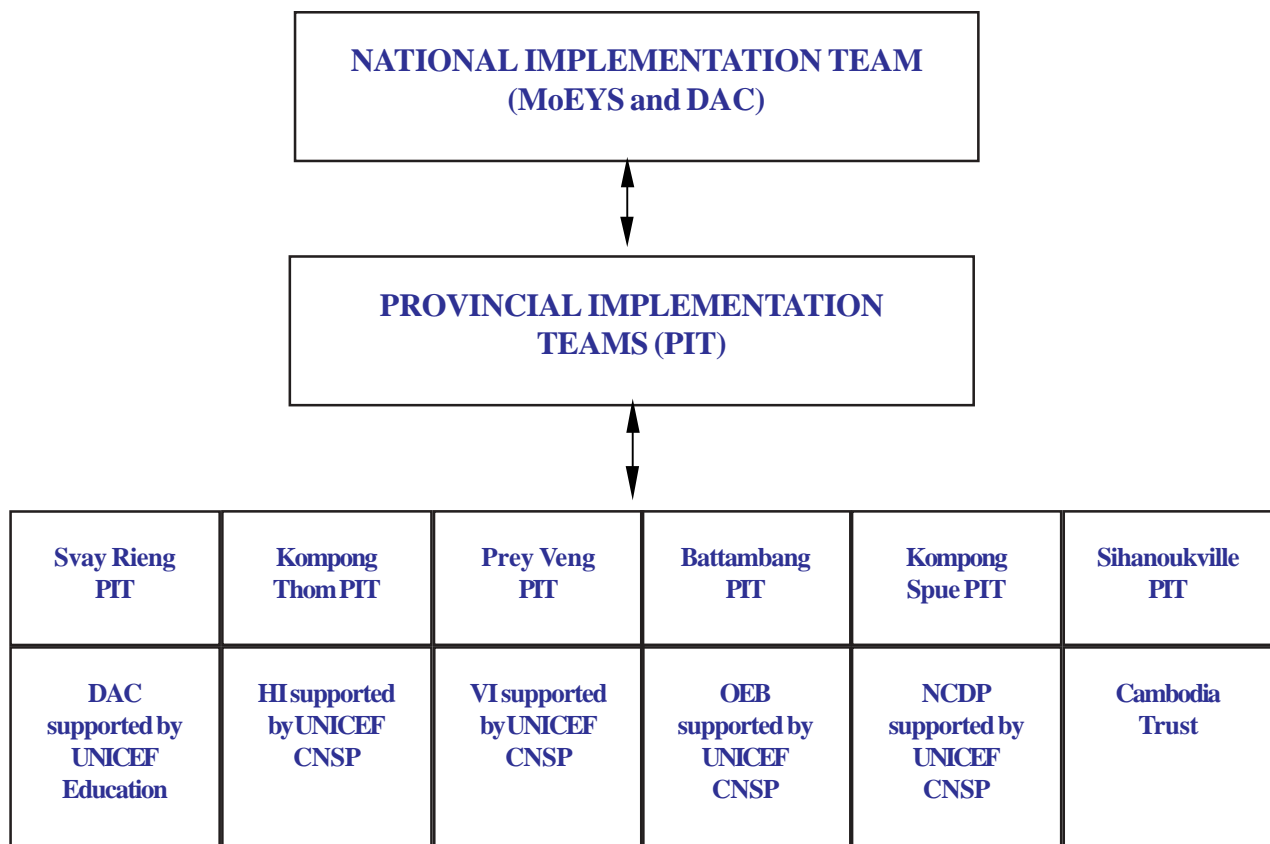 NATIONAL IMPLEMENTATION TEAM
(MoEYS and DAC)
PROVINCIAL IMPLEMENTATION
TEAMS (PIT)
Svay Rieng
PIT
Kompong
Thom PIT
Prey Veng
PIT
Battambang
PIT
Kompong
Spue PIT
Sihanoukville
PIT
DAC
supported by
UNICEF
Education
HI supported
by UNICEF
CNSP
VI supported
by UNICEF
CNSP
OEB
supported by
UNICEF
CNSP
NCDP
supported by
UNICEF
CNSP
Cambodia
Trust